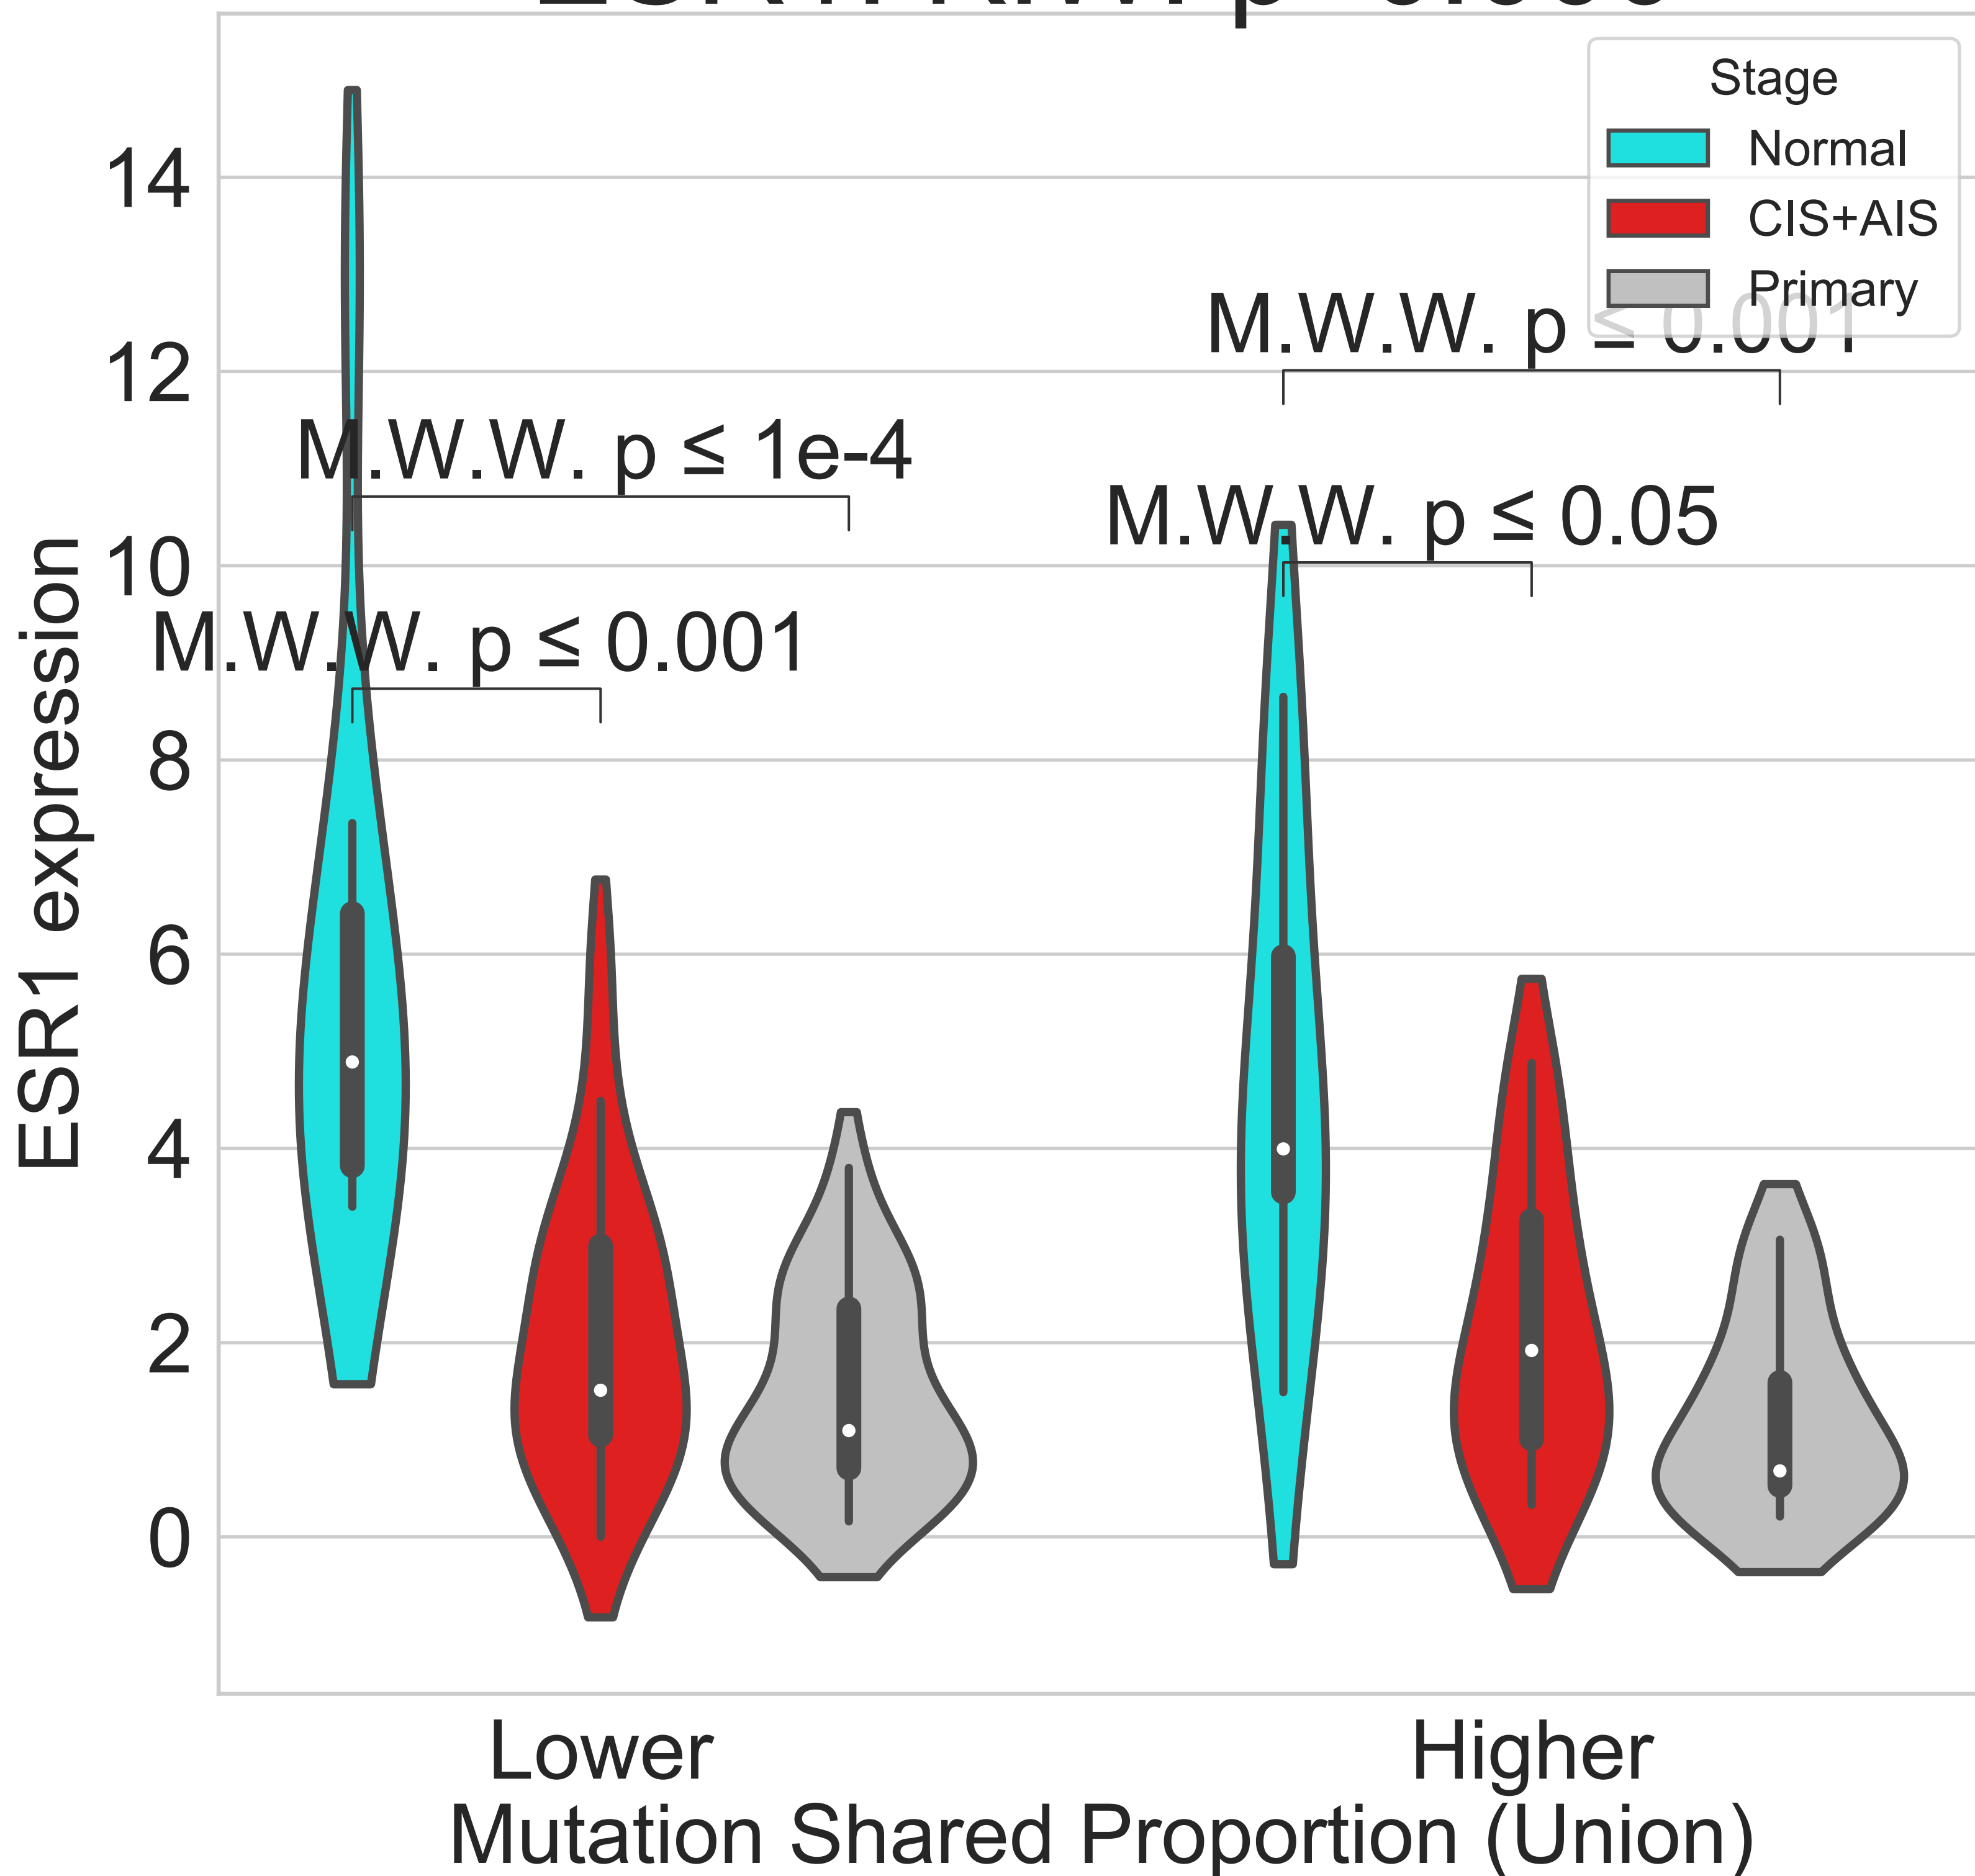 Stage
Normal
CIS+AIS
Primary
14
12
10
8
6
4
2
0
ESR1 expression
M.W.W. p ≤ 0.001
M.W.W. p ≤ 1e-4
M.W.W. p ≤ 0.05
M.W.W. p ≤ 0.001
Lower
Higher
Mutation Shared Proportion (Union)